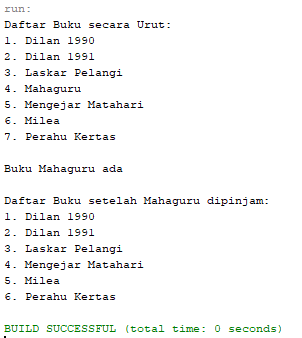 run:
Daftar Buku secara Urut:
1. Dilan 1990
2. Dilan 1991
3. Laskar Pelangi
4. Mahaguru
5. Mengejar Matahari
6. Milea
7. Perahu Kertas
Buku Mahaguru ada
Daftar Buku setelah Mahaguru dipinjam:
1. Dilan 1990
2. Dilan 1991
3. Laskar Pelangi
4. Mengejar Matahari
5. Milea
6. Perahu Kertas
BUILD SUCCESSFUL (total time: 0 seconds)